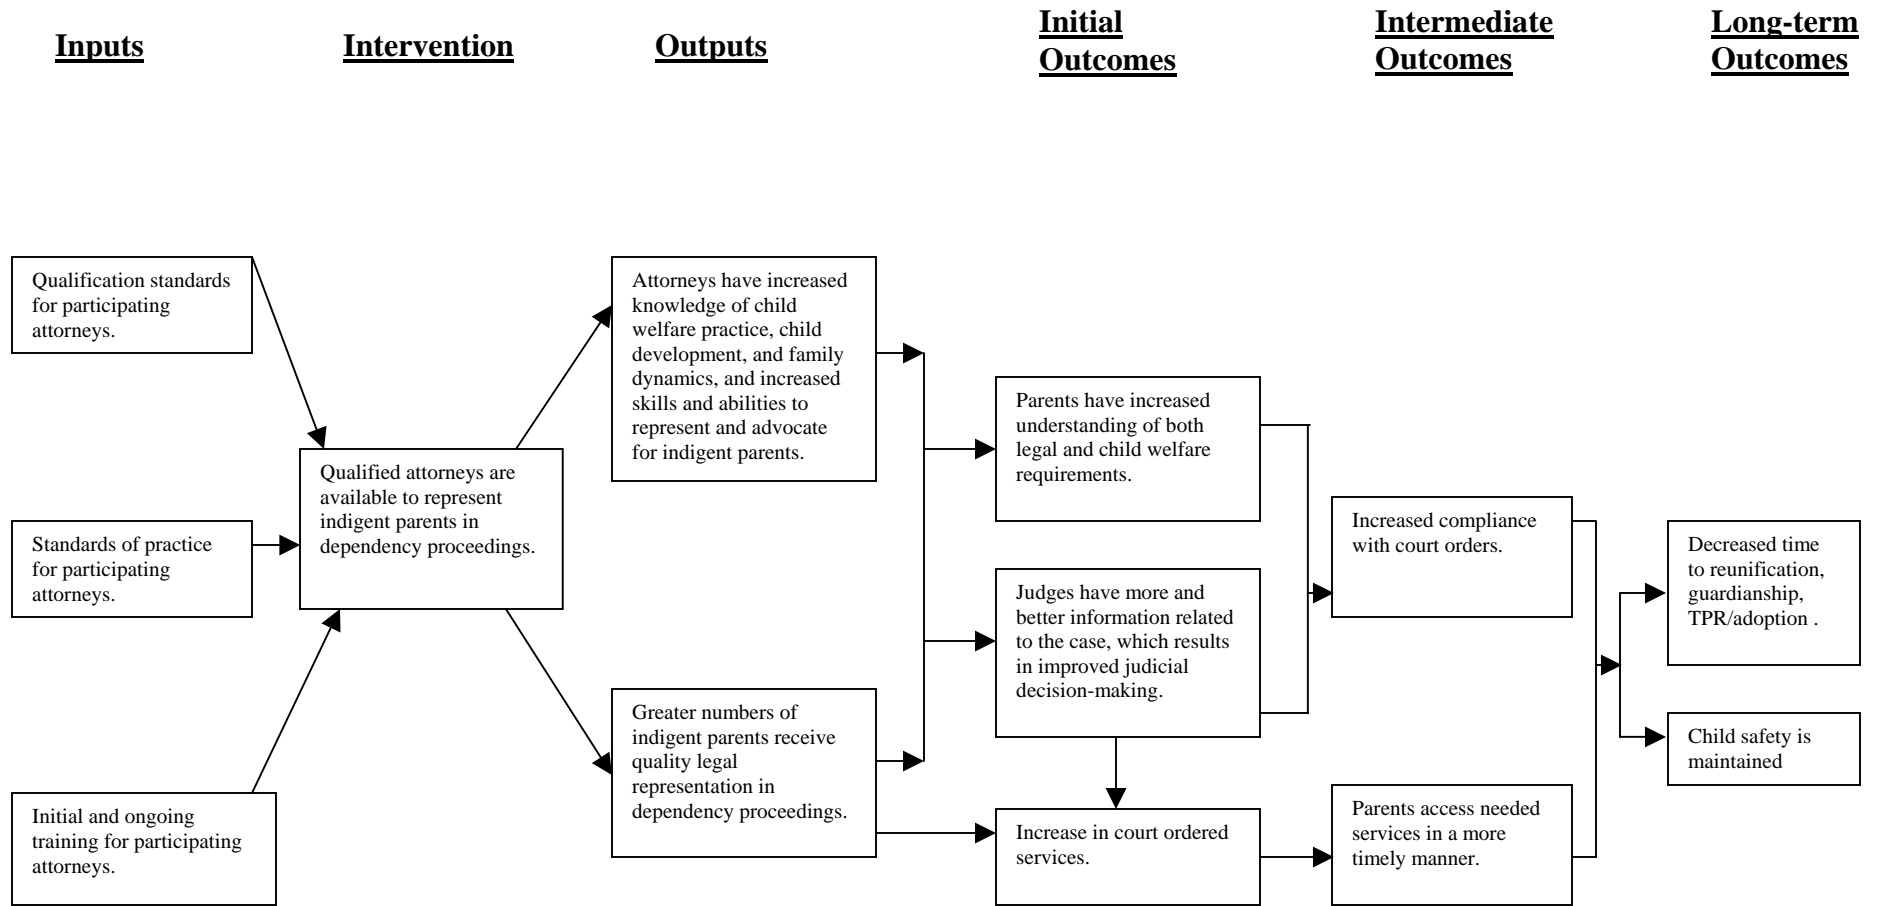 Inputs
Intervention
Outputs
Initial
Outcomes
Intermediate
Outcomes
Long-term
Outcomes
Qualification standards
for participating
attorneys.
Standards of practice
for participating
attorneys.
Initial and ongoing
training for participating
attorneys.
Qualified attorneys are
available to represent
indigent parents in
dependency proceedings.
Attorneys have increased
knowledge of child
welfare practice, child
development, and family
dynamics, and increased
skills and abilities to
represent and advocate
for indigent parents.
Greater numbers of
indigent parents receive
quality legal
representation in
dependency proceedings.
Parents have increased
understanding of both
legal and child welfare
requirements.
Judges have more and
better information related
to the case, which results
in improved judicial
decision-making.
Increase in court ordered
services.
Increased compliance
with court orders.
Parents access needed
services in a more
timely manner.
Decreased time
to reunification,
guardianship,
TPR/adoption .
Child safety is
maintained